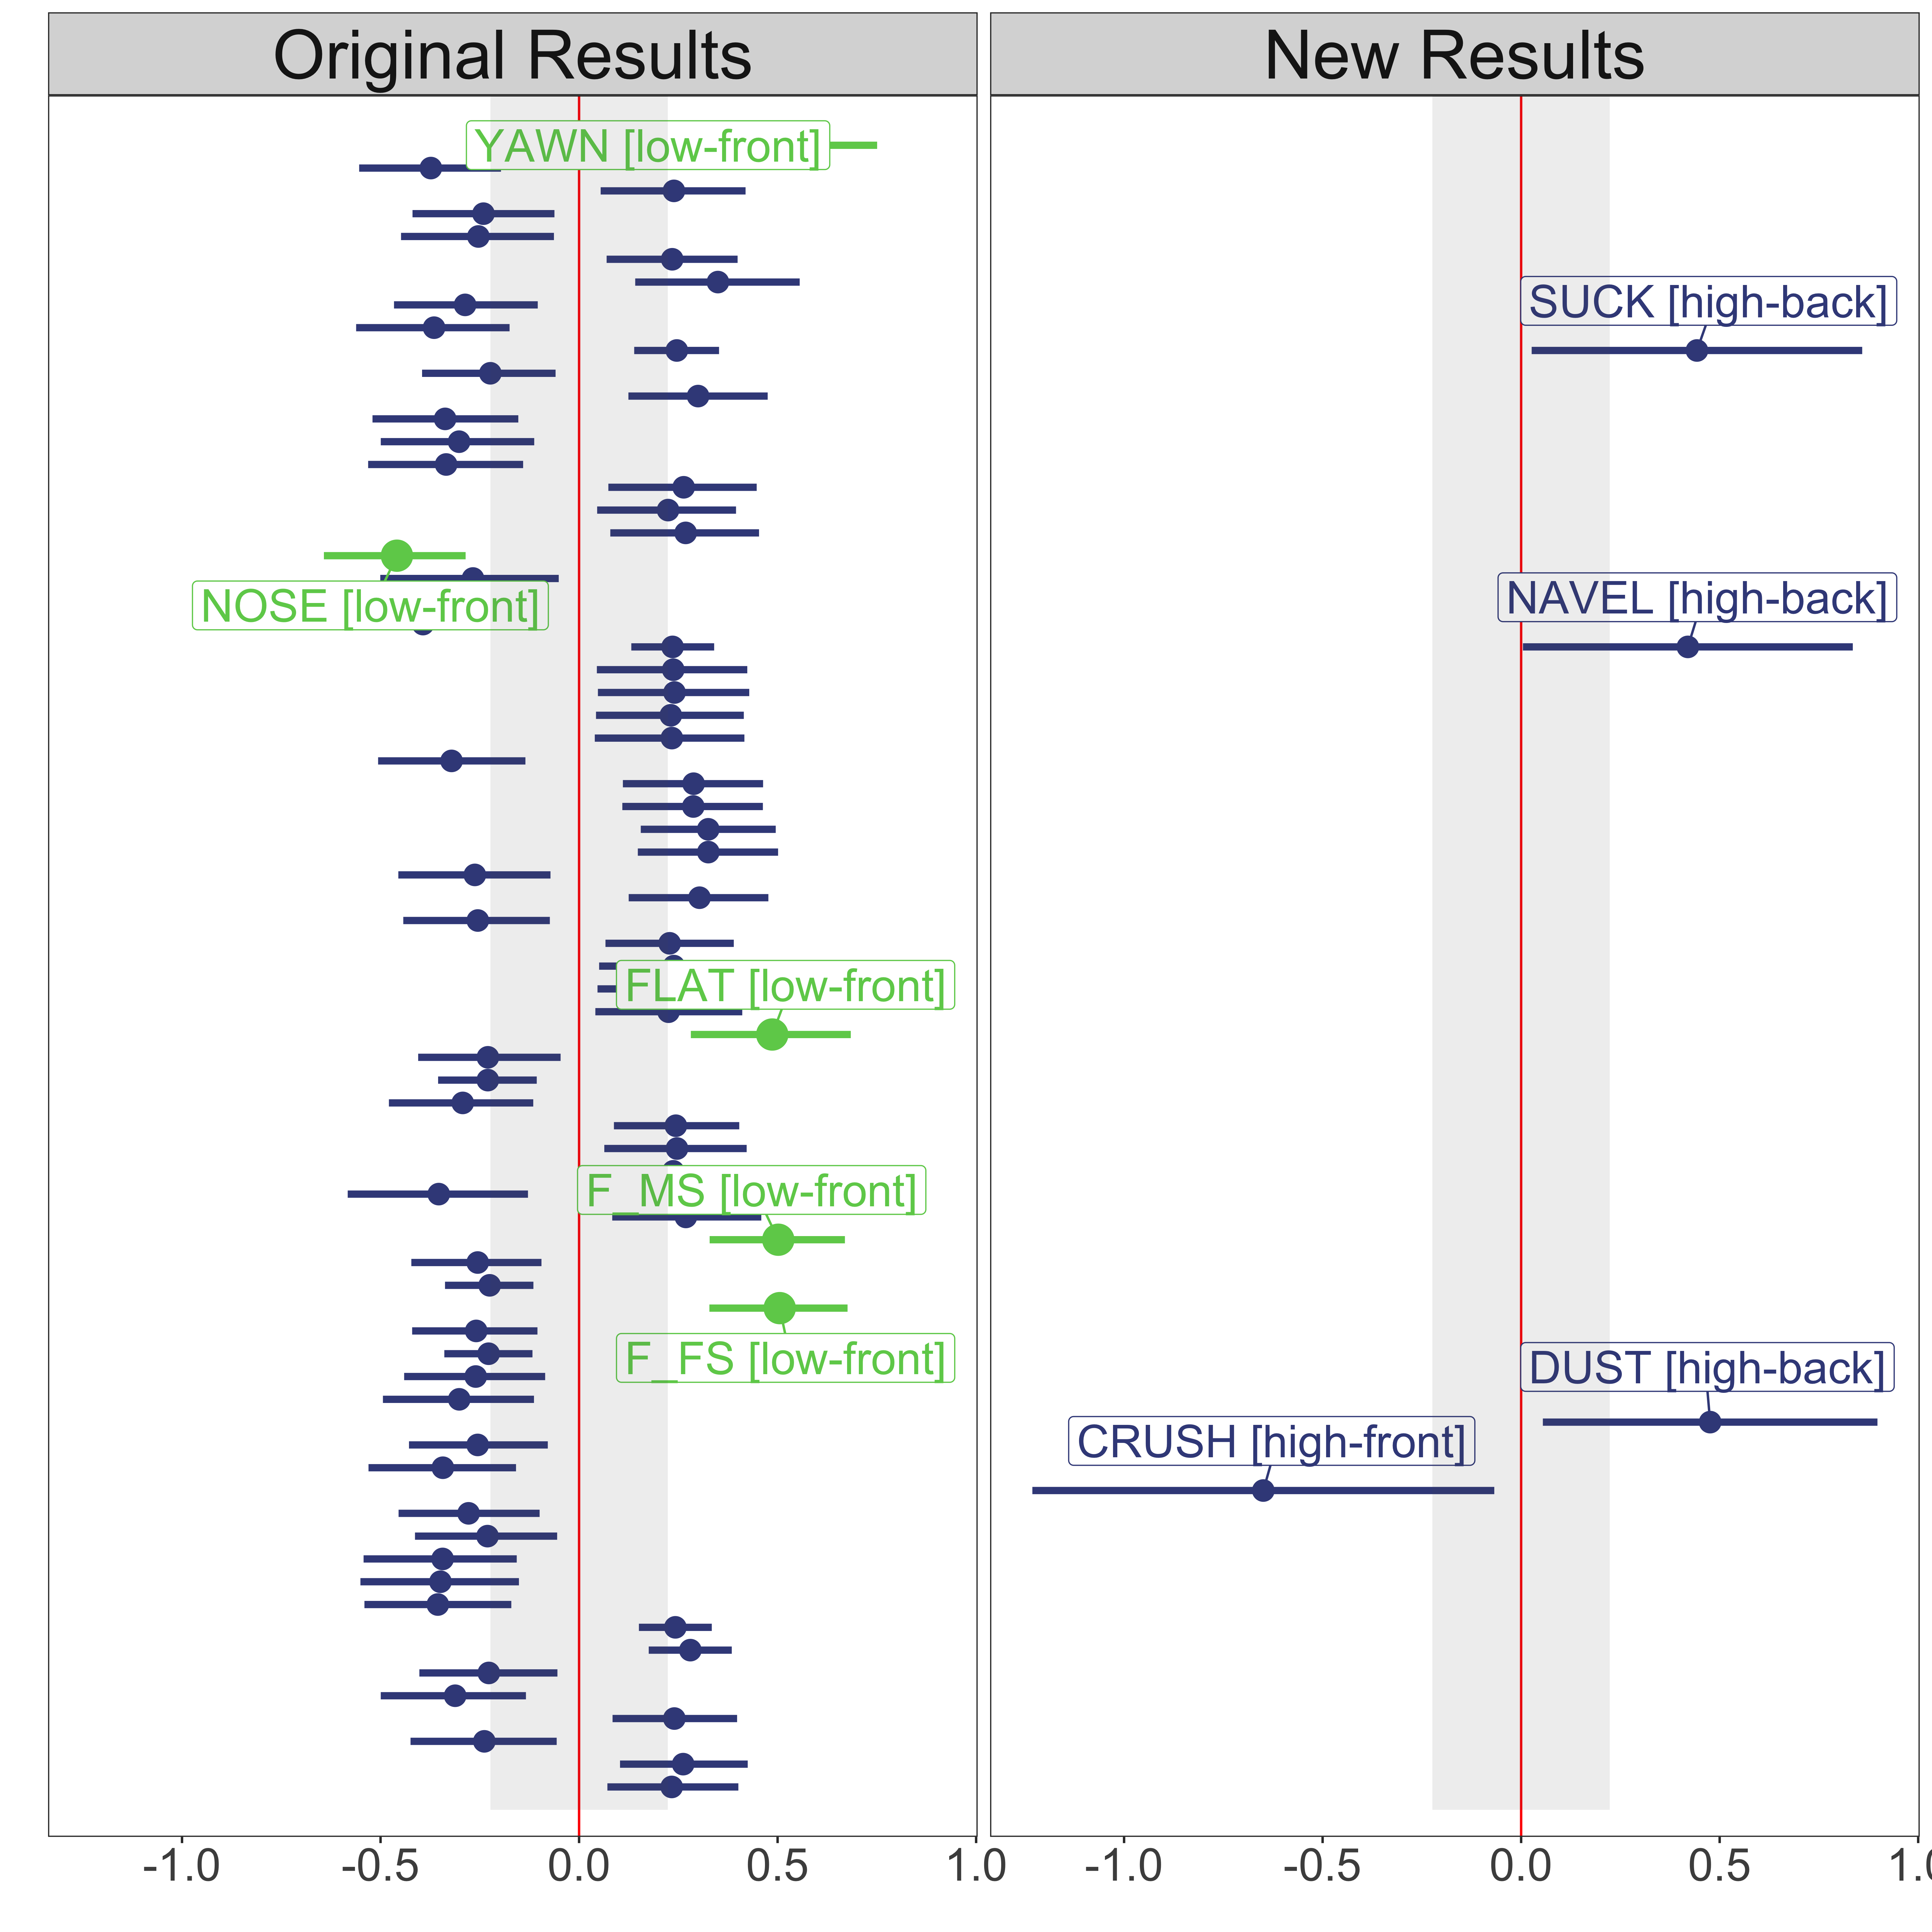 Original Results
New Results
YAWN [low-front]
SUCK [high-back]
NOSE [low-front]
NAVEL [high-back]
FLAT [low-front]
F_MS [low-front]
F_FS [low-front]
DUST [high-back]
CRUSH [high-front]
-1.0 -0.5 0.0 0.5 1.0
-1.0 -0.5 0.0 0.5 1.0